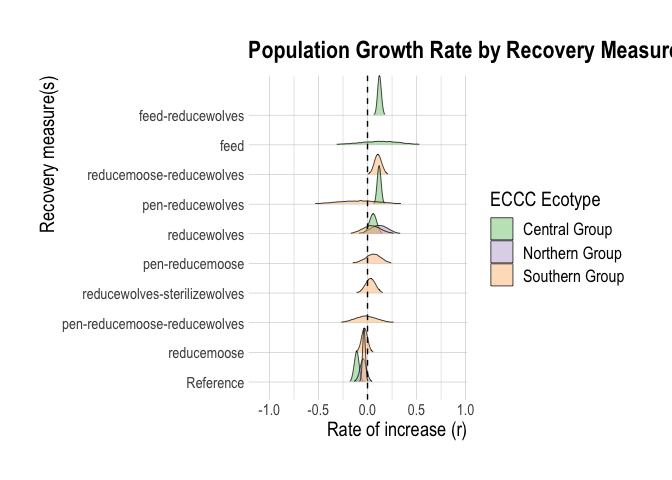 Population Growth Rate by Recovery Measure
Recovery measure(s)
feed-reducewolves
feed
reducemoose-reducewolves
pen-reducewolves
reducewolves
pen-reducemoose
reducewolves-sterilizewolves
pen-reducemoose-reducewolves
reducemoose
Reference
-1.0 -0.5 0.0 0.5 1.0
Rate of increase (r)
ECCC Ecotype
Central Group
Northern Group
Southern Group